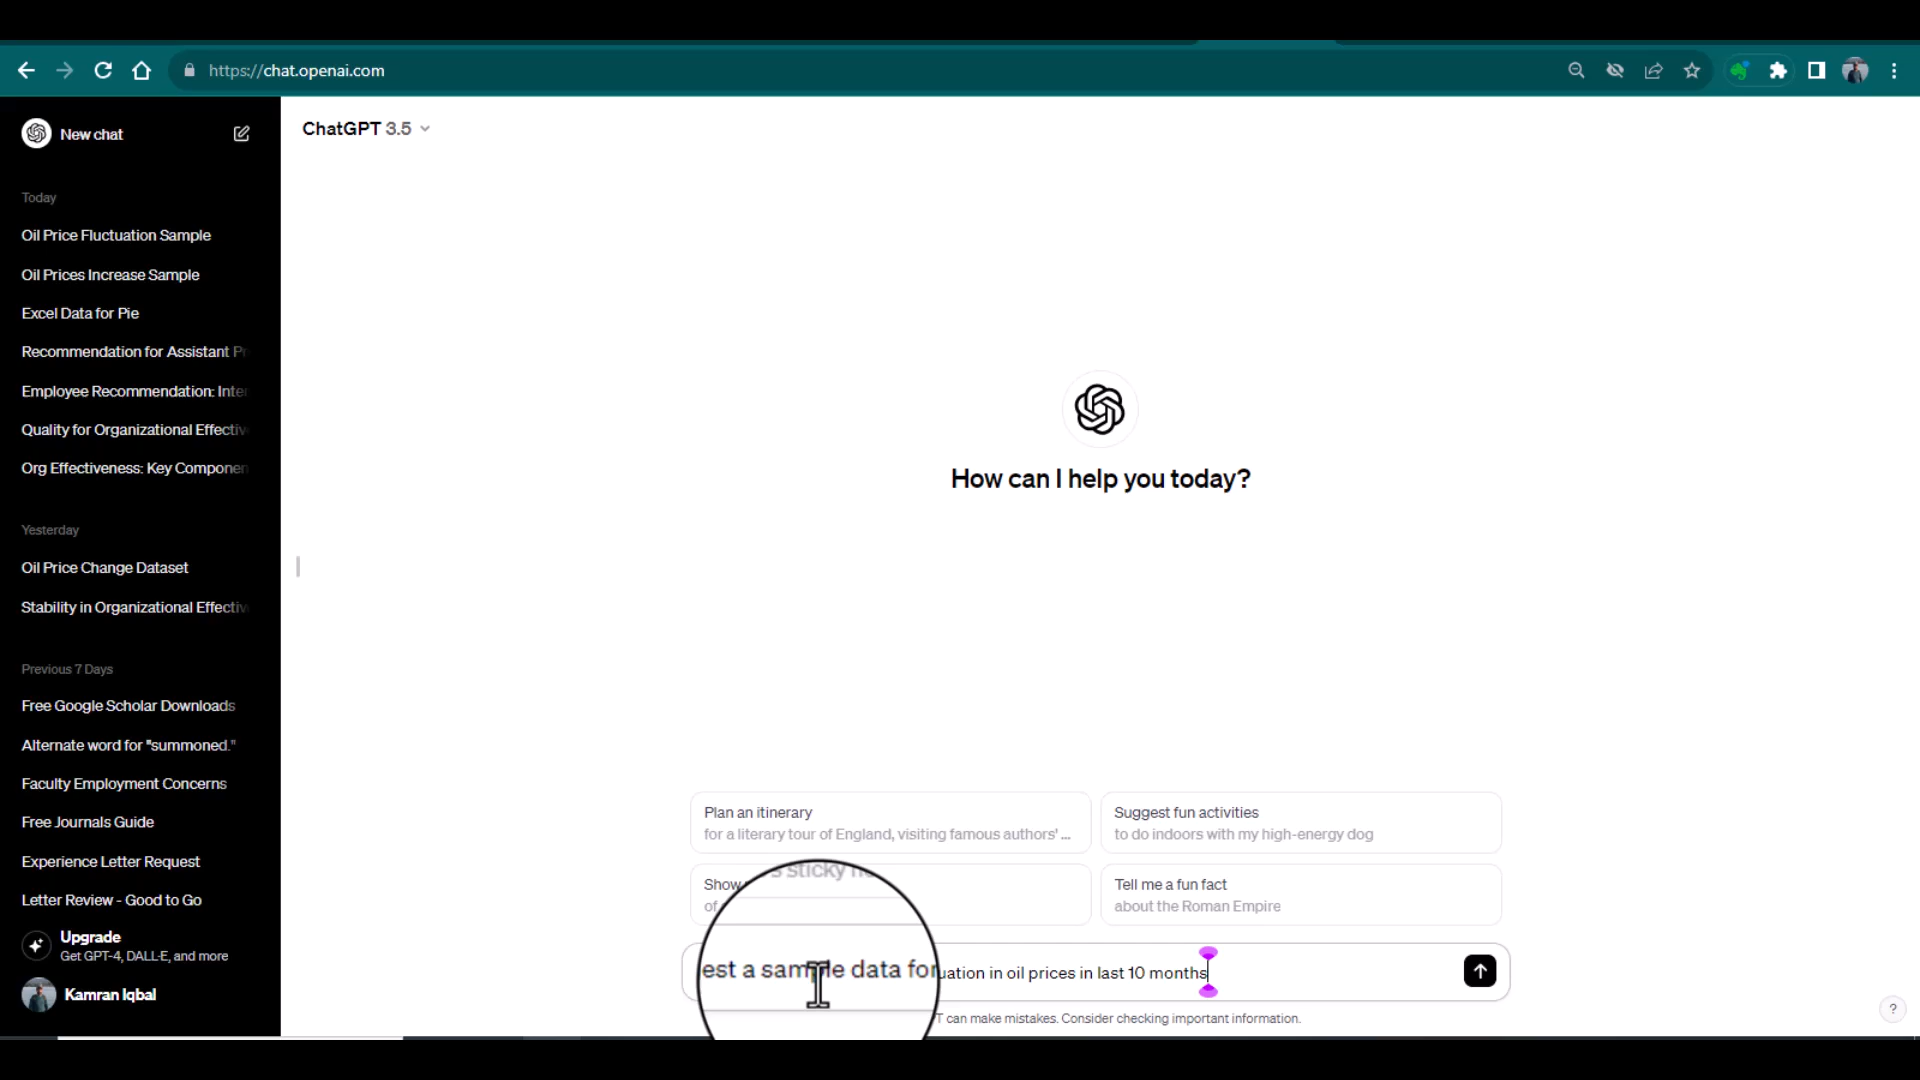 https://chat.openai.com
New chat
ChatGPT 3.5
Today
Oil Price Fluctuation Sample
Oil Prices Increase Sample
Excel Data for Pie
Recommendation for Assistant Pr
Employee Recommendation: Inte
Quality for Organizational Effectiv
Org Effectiveness: Key Componen
Yesterday
Oil Price Change Dataset
Stability in Organizational Effectiv
Previous 7 Days
Free Google Scholar Downloads
Alternate word for "summoned."
Faculty Employment Concerns
Free Journals Guide
Experience Letter Request
Letter Review - Good to Go
Upgrade
Get GPT-4, DALL·E, and more
Kamran Iqbal
How can I help you today?
Plan an itinerary
for a literary tour of England, visiting famous authors' ...
Suggest fun activities
to do indoors with my high-energy dog
Show
of
sticky
Tell me a fun fact
about the Roman Empire
est a sample data for uation in oil prices in last 10 months
T can make mistakes. Consider checking important information.
?